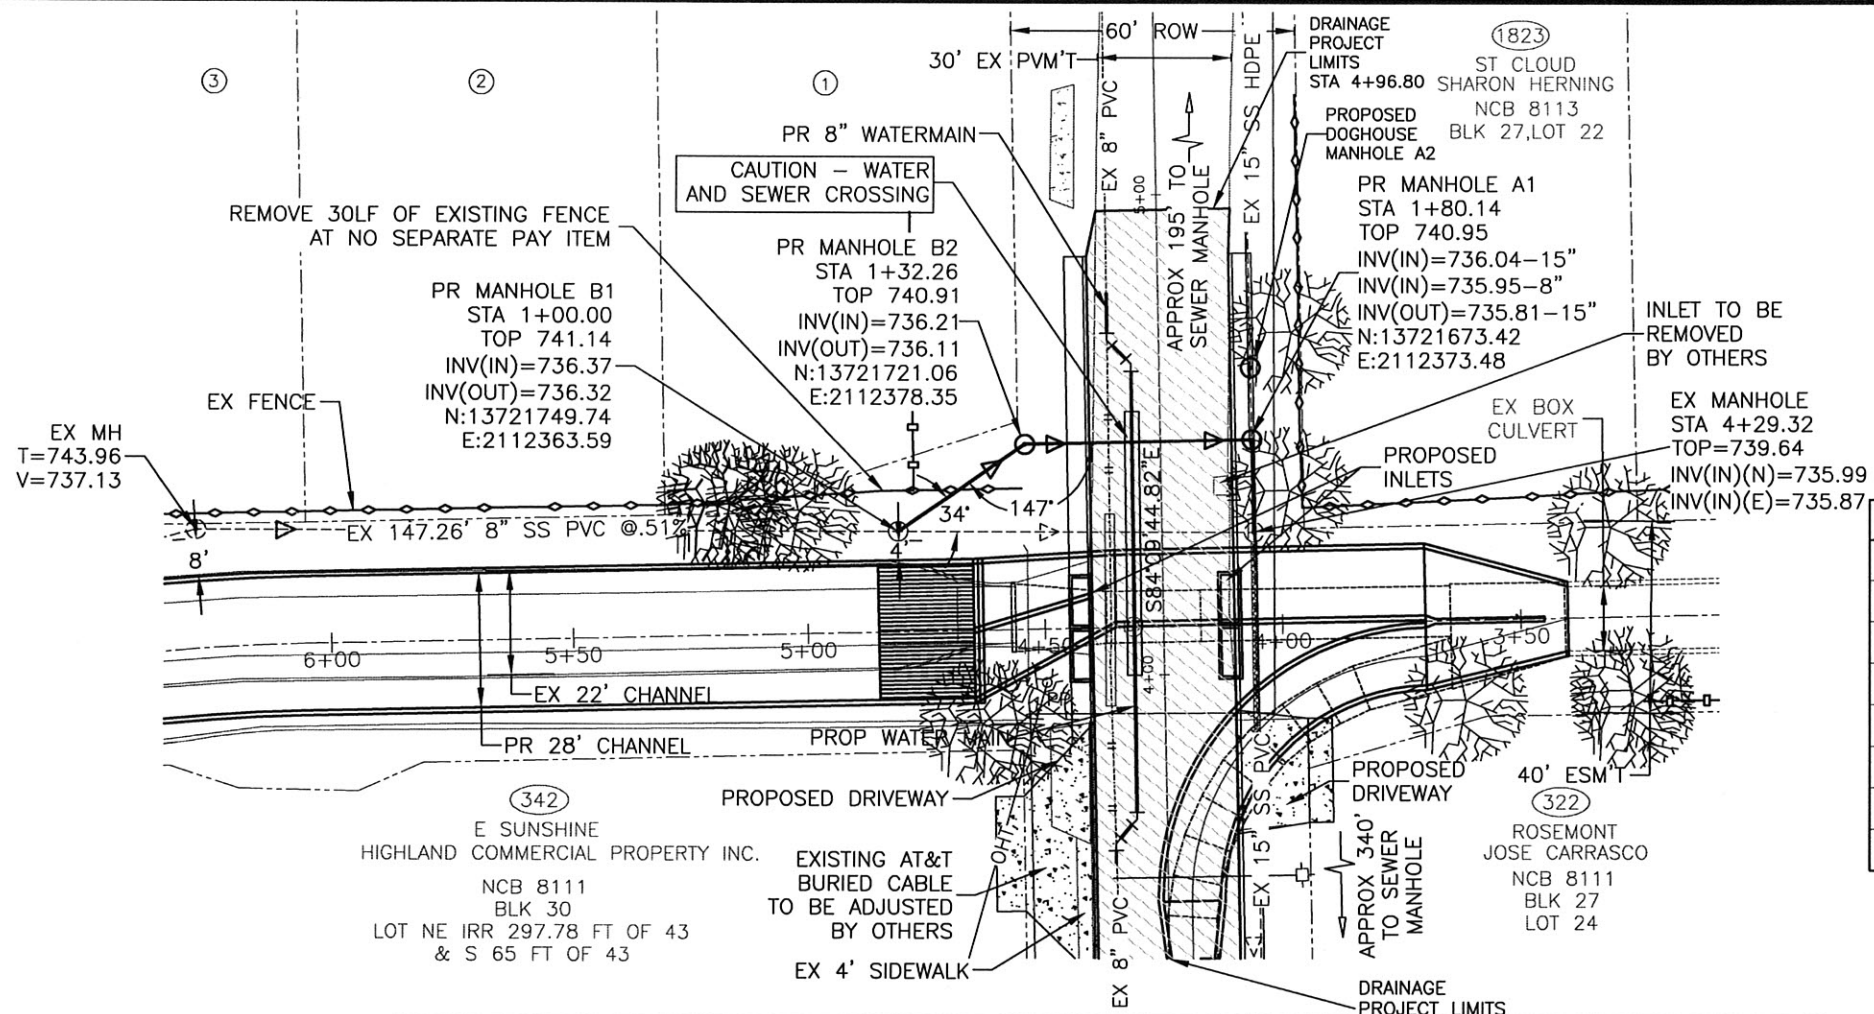 ③
②
①
60' ROW
30' EX PVM'T
DRAINAGE
PROJECT
LIMITS
STA 4+96.80
1823
ST CLOUD
SHARON HERNING
NCB 8113
BLK 27,LOT 22
EX 8" PVC
EX 15" SS HDPE
PR 8" WATERMAIN
PROPOSED
DOGHOUSE
MANHOLE A2
CAUTION – WATER
AND SEWER CROSSING
APPROX 195' TO
SEWER MANHOLE
5+00
REMOVE 30LF OF EXISTING FENCE
AT NO SEPARATE PAY ITEM
PR MANHOLE B2
STA 1+32.26
TOP 740.91
INV(IN)=736.21
INV(OUT)=736.11
N:13721721.06
E:2112378.35
PR MANHOLE A1
STA 1+80.14
TOP 740.95
INV(IN)=736.04–15"
INV(IN)=735.95–8"
INV(OUT)=735.81–15"
N:13721673.42
E:2112373.48
PR MANHOLE B1
STA 1+00.00
TOP 741.14
INV(IN)=736.37
INV(OUT)=736.32
N:13721749.74
E:2112363.59
INLET TO BE
REMOVED
BY OTHERS
EX FENCE
EX MH
T=743.96
V=737.13
EX BOX
CULVERT
EX MANHOLE
STA 4+29.32
TOP=739.64
INV(IN)(N)=735.99
INV(IN)(E)=735.87
PROPOSED
INLETS
EX 147.26' 8" SS PVC @.51%
34°
147°
4'
8'
S84°09'44.82"E
6+00
5+50
5+00
4+50
4+00
3+50
4+00
EX 22' CHANNEL
PR 28' CHANNEL
PROP WATER MAIN
PROPOSED DRIVEWAY
PROPOSED
DRIVEWAY
40' ESM'T
342
E SUNSHINE
HIGHLAND COMMERCIAL PROPERTY INC.
NCB 8111
BLK 30
LOT NE IRR 297.78 FT OF 43
& S 65 FT OF 43
EXISTING AT&T
BURIED CABLE
TO BE ADJUSTED
BY OTHERS
OHT
EX 4' SIDEWALK
EX 8" PVC
EX 15" SS PVC
APPROX 340'
TO SEWER
MANHOLE
322
ROSEMONT
JOSE CARRASCO
NCB 8111
BLK 27
LOT 24
DRAINAGE
PROJECT LIMITS